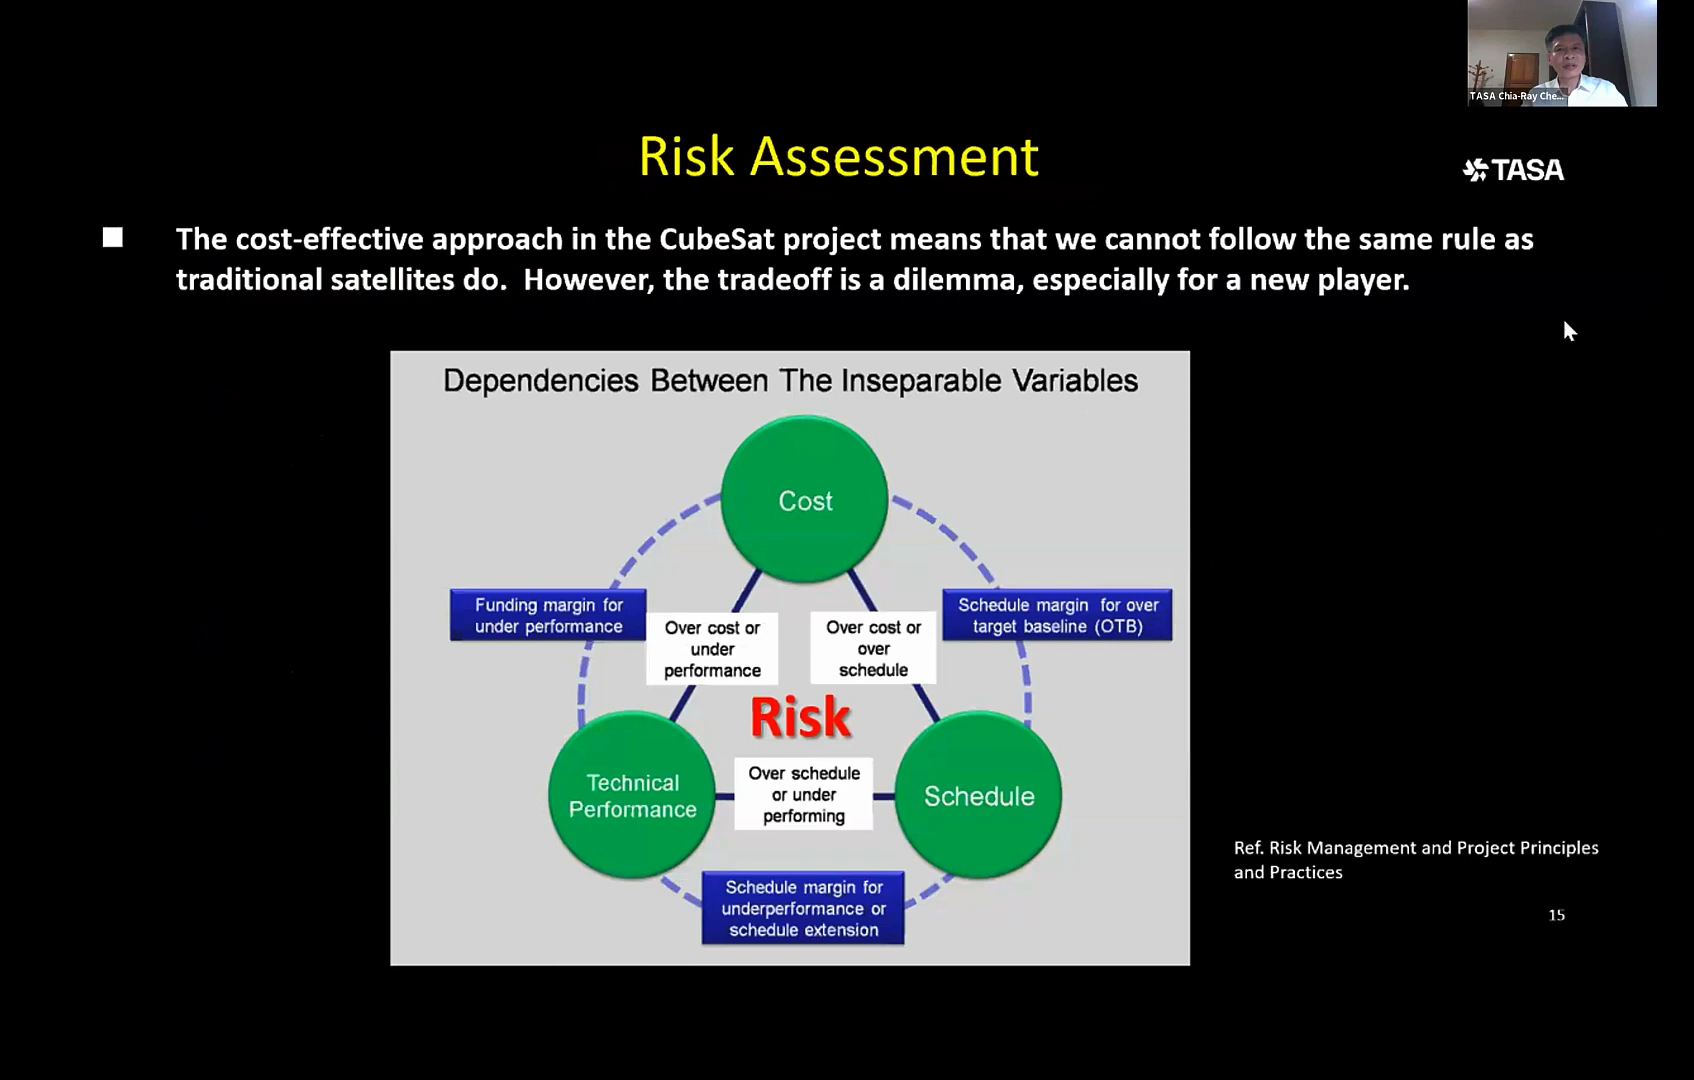 TASA Chia-Ray Che...
Risk Assessment
TASA
The cost-effective approach in the CubeSat project means that we cannot follow the same rule as
traditional satellites do.  However, the tradeoff is a dilemma, especially for a new player.
Dependencies Between The Inseparable Variables
Cost
Funding margin for
under performance
Over cost or
under
performance
Over cost or
over
schedule
Schedule margin for over
target baseline (OTB)
Risk
Technical
Performance
Over schedule
or under
performing
Schedule
Schedule margin for
underperformance or
schedule extension
Ref. Risk Management and Project Principles
and Practices
15